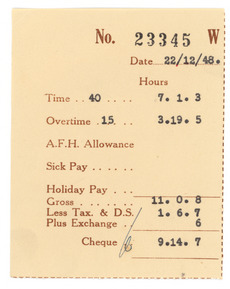 No. 23345 W
Date 22/12/48.
Hours
Time .. 40 .... 7. 1. 3
Overtime .15. ... 3.19. 5
A.F.H. Allowance
Sick Pay .... .
Holiday Pay ... 
Gross ...... 11. 0. 8
Less Tax. & D.S. 1. 6. 7
Plus Exchange .. 6
Cheque 9.14. 7